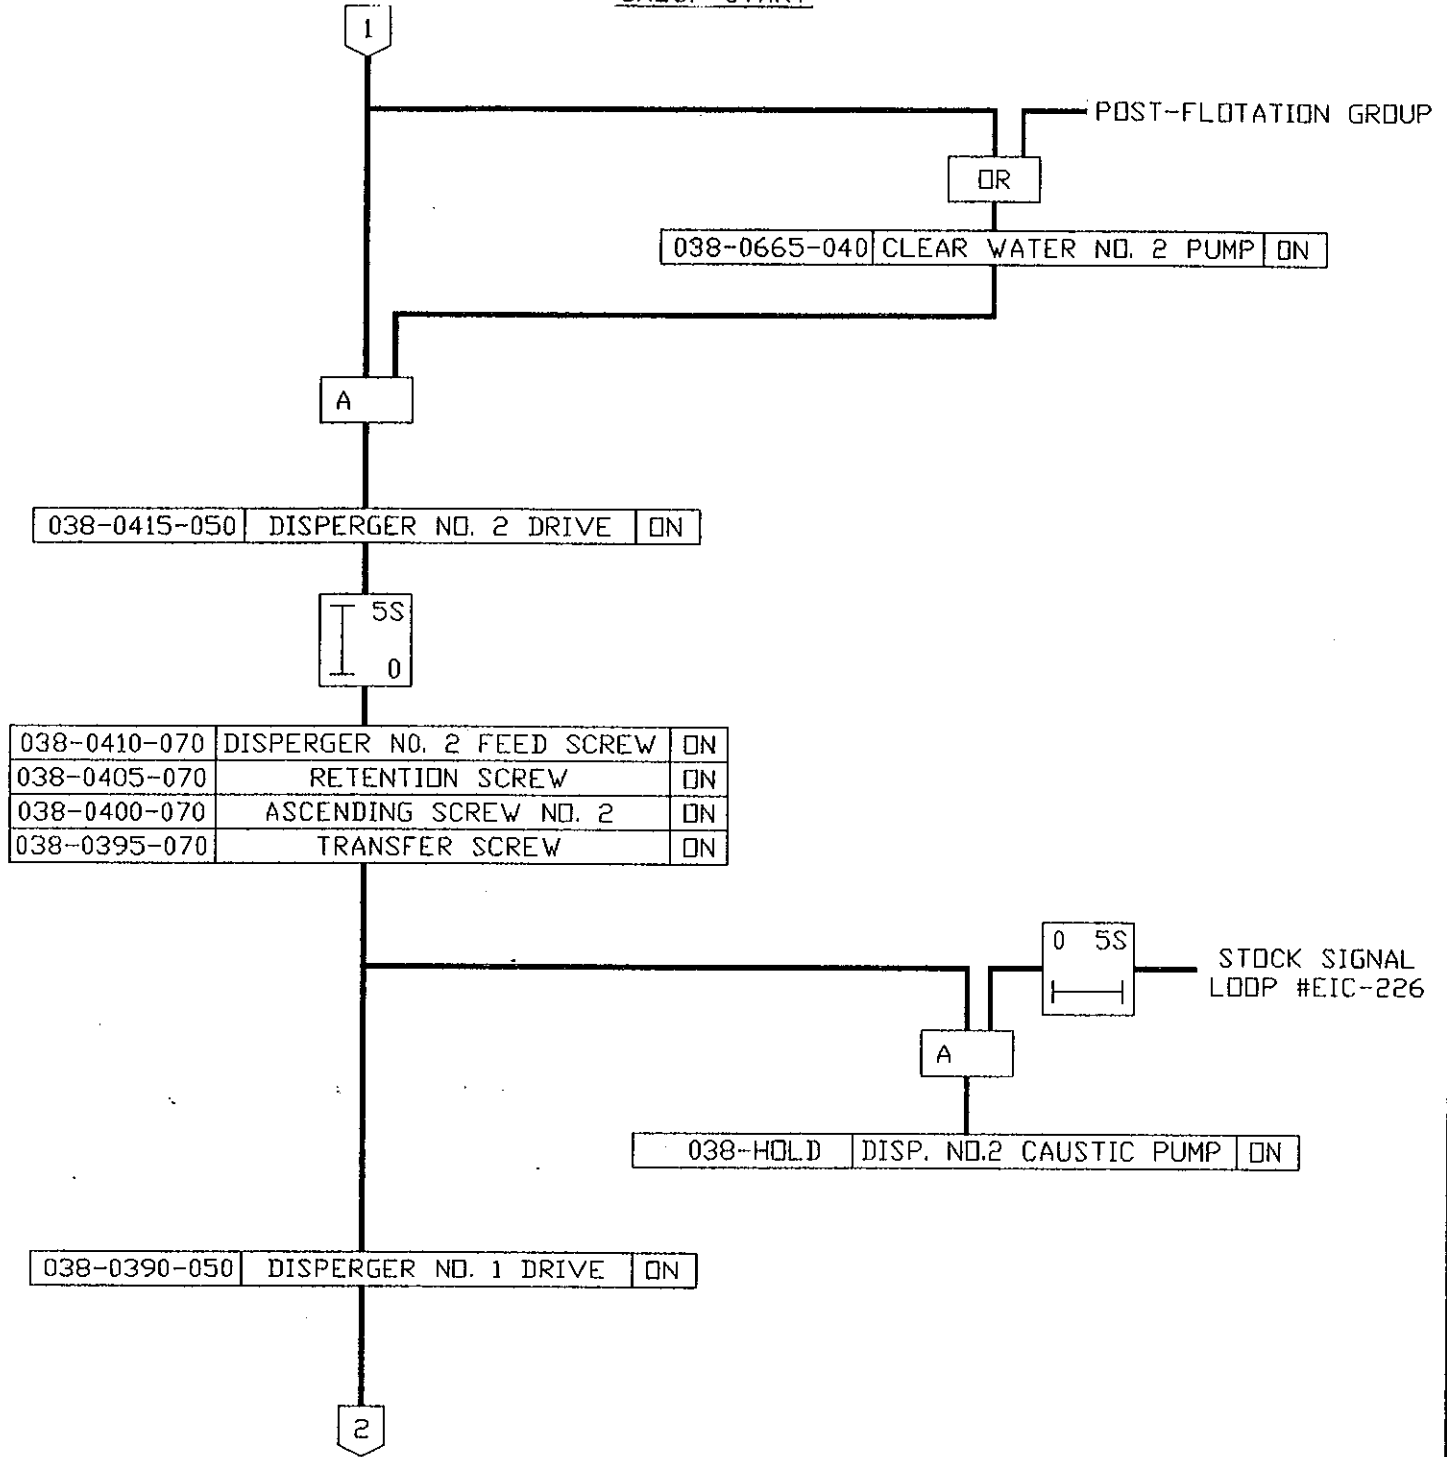 1
POST-FLOTATION GROUP
OR
038-0665-040 CLEAR WATER NO. 2 PUMP ON
A
038-0415-050 DISPERGER NO. 2 DRIVE ON
5S
0
038-0410-070 DISPERGER NO. 2 FEED SCREW ON
038-0405-070 RETENTION SCREW ON
038-0400-070 ASCENDING SCREW NO. 2 ON
038-0395-070 TRANSFER SCREW ON
0 5S
STOCK SIGNAL
LOOP #EIC-226
A
038-HOLD DISP. NO.2 CAUSTIC PUMP ON
038-0390-050 DISPERGER NO. 1 DRIVE ON
2